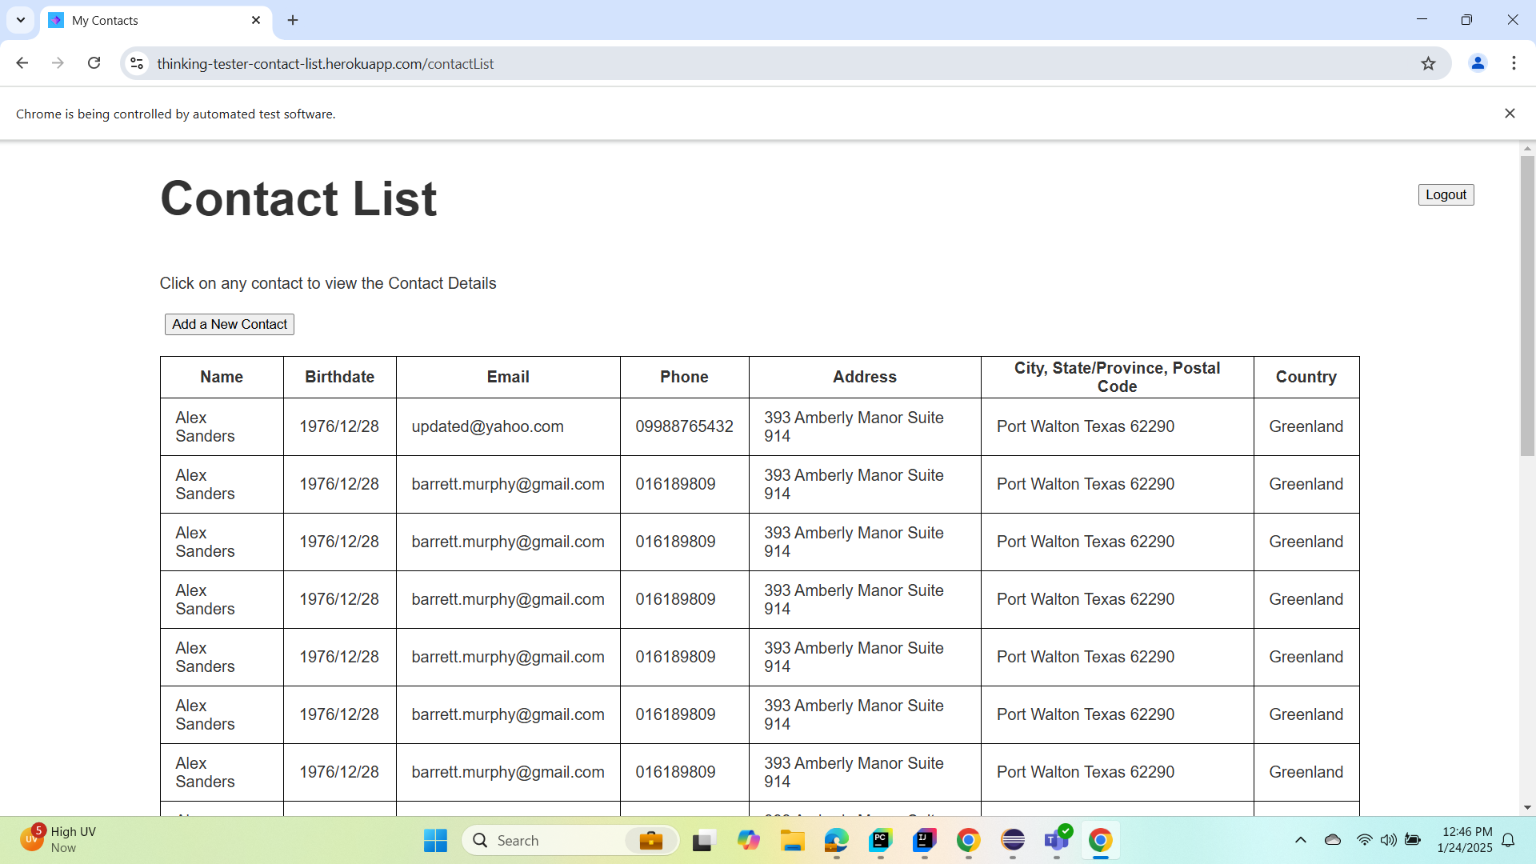 My Contacts
thinking-tester-contact-list.herokuapp.com/contactList
Chrome is being controlled by automated test software.
Contact List
Logout
Click on any contact to view the Contact Details
Add a New Contact
Name Birthdate Email Phone Address City, State/Province, Postal Code Country
Alex Sanders 1976/12/28 updated@yahoo.com 09988765432 393 Amberly Manor Suite 914 Port Walton Texas 62290 Greenland
Alex Sanders 1976/12/28 barrett.murphy@gmail.com 016189809 393 Amberly Manor Suite 914 Port Walton Texas 62290 Greenland
Alex Sanders 1976/12/28 barrett.murphy@gmail.com 016189809 393 Amberly Manor Suite 914 Port Walton Texas 62290 Greenland
Alex Sanders 1976/12/28 barrett.murphy@gmail.com 016189809 393 Amberly Manor Suite 914 Port Walton Texas 62290 Greenland
Alex Sanders 1976/12/28 barrett.murphy@gmail.com 016189809 393 Amberly Manor Suite 914 Port Walton Texas 62290 Greenland
Alex Sanders 1976/12/28 barrett.murphy@gmail.com 016189809 393 Amberly Manor Suite 914 Port Walton Texas 62290 Greenland
Alex Sanders 1976/12/28 barrett.murphy@gmail.com 016189809 393 Amberly Manor Suite 914 Port Walton Texas 62290 Greenland
UV 5 High UV
Now
Search
PC
IJ
12:46 PM
1/24/2025